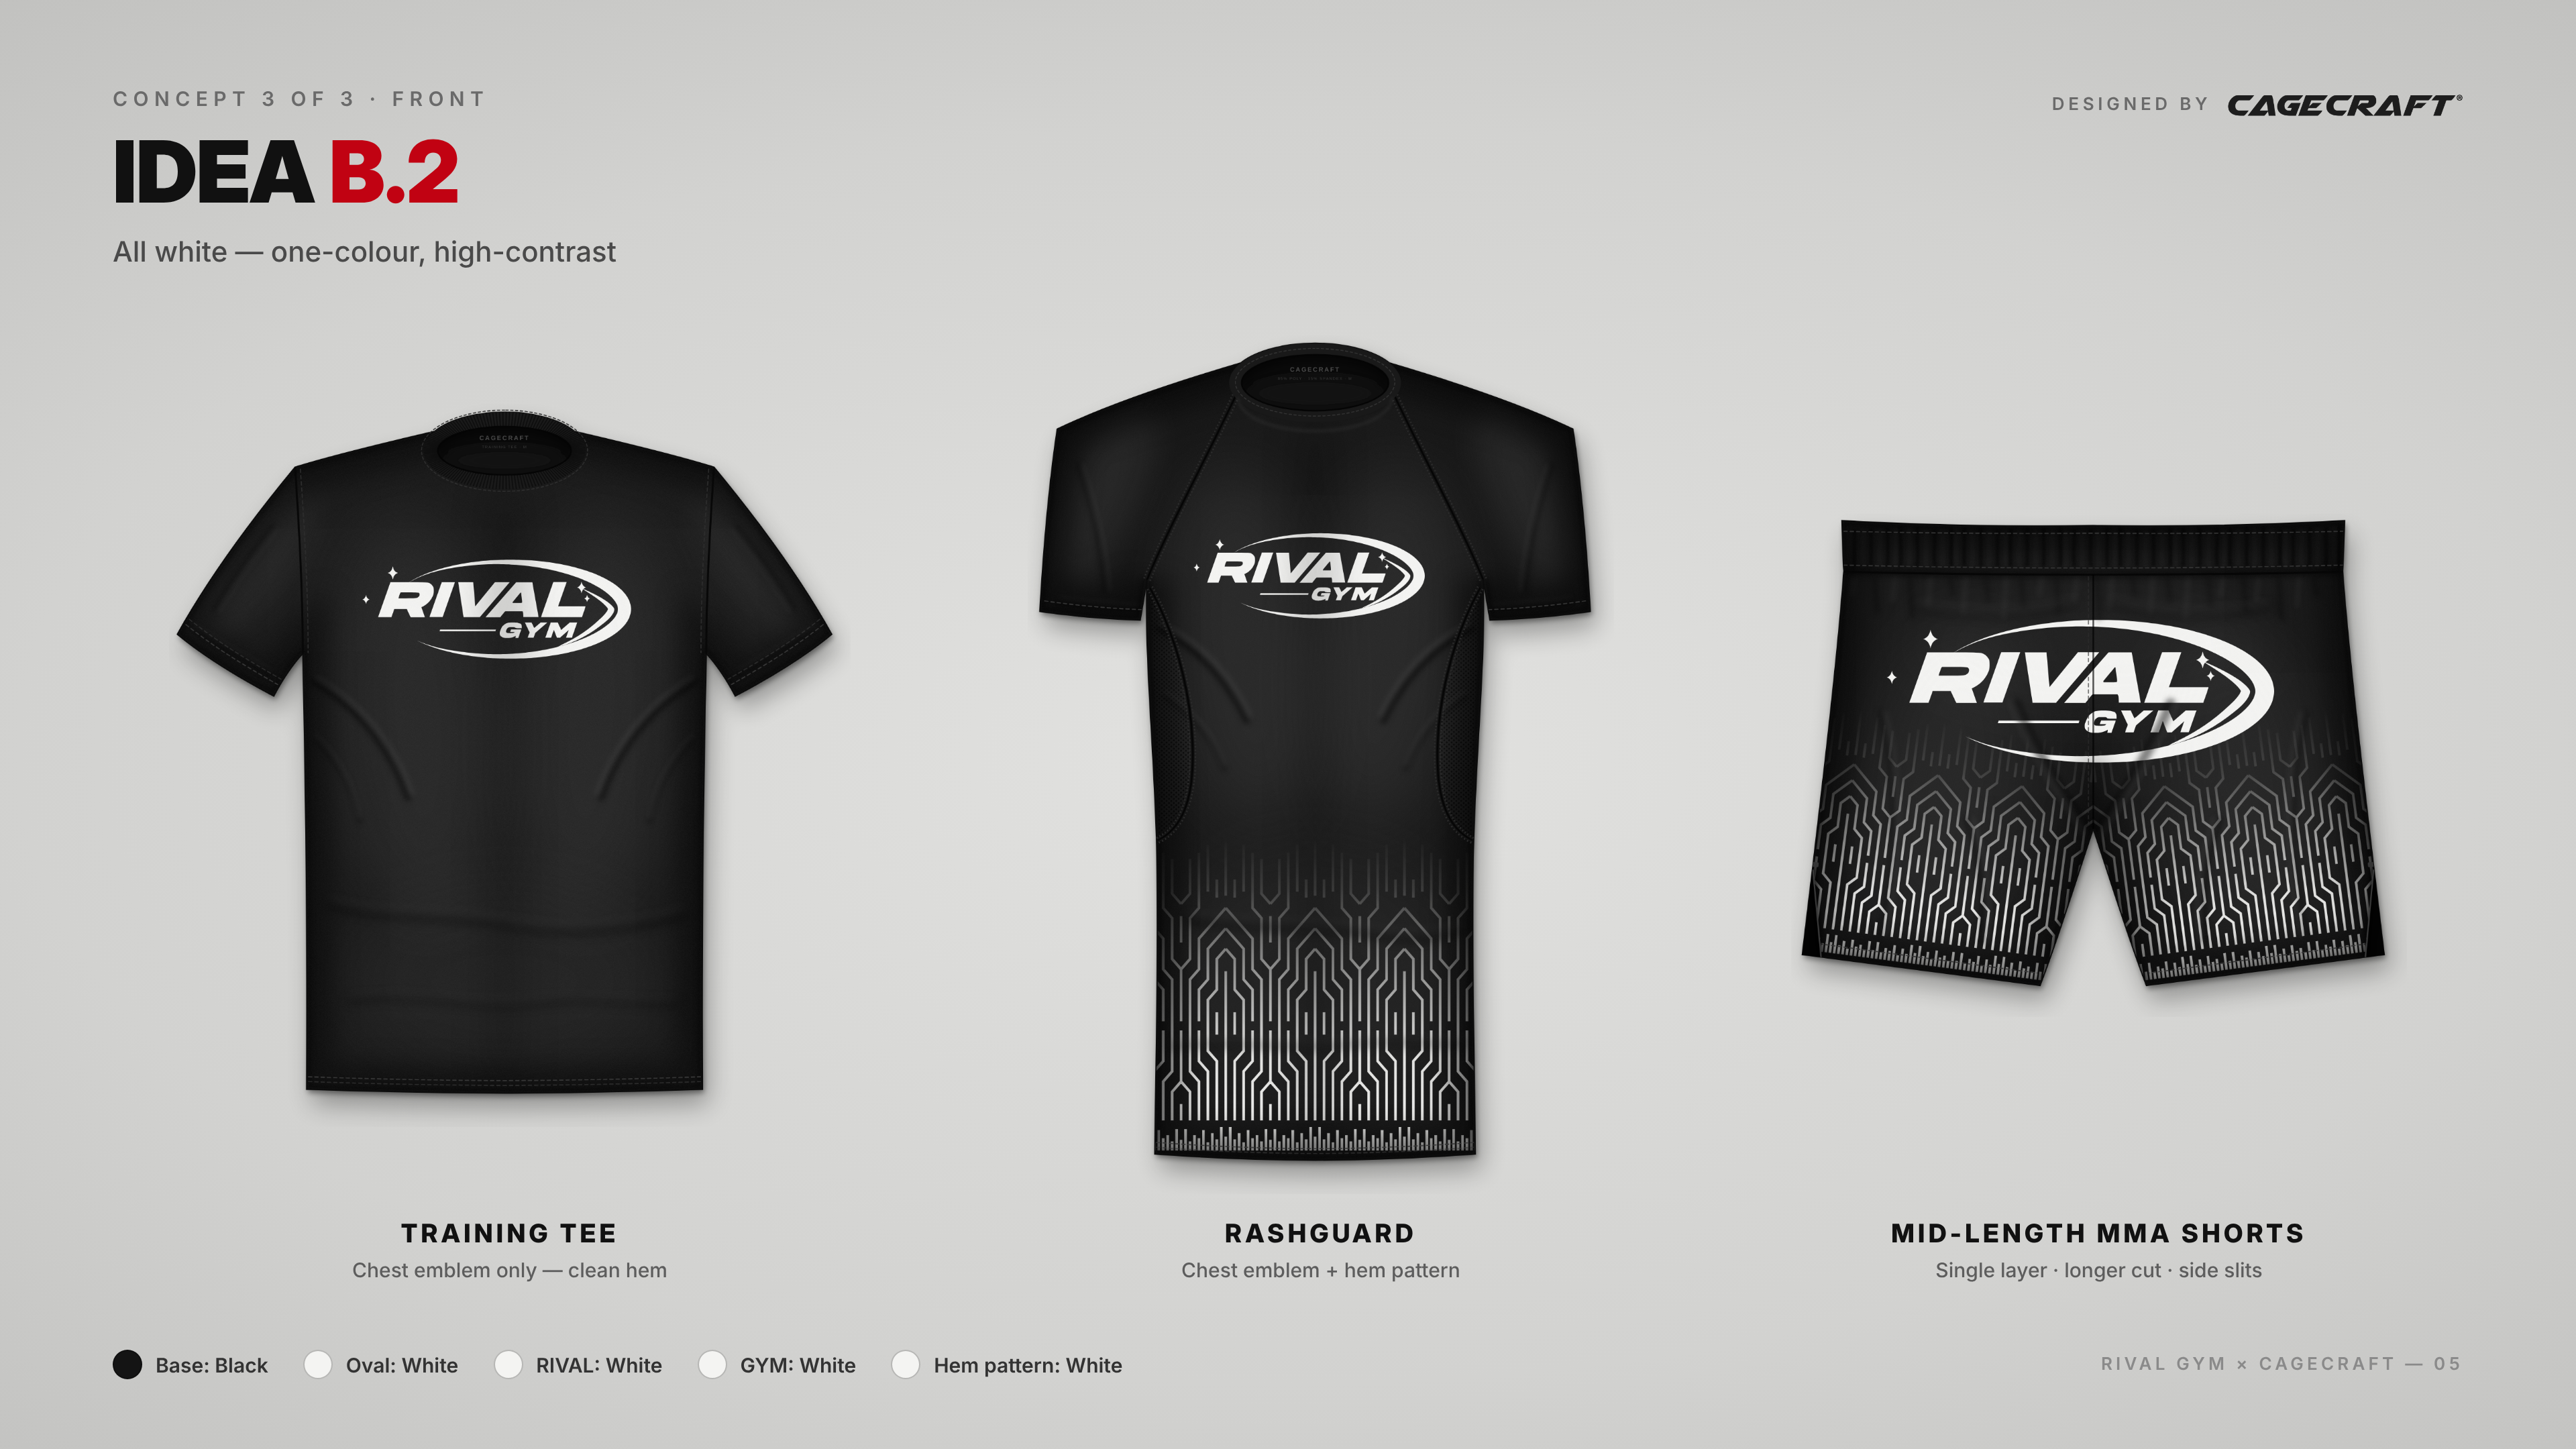 CONCEPT 3 OF 3 · FRONT
DESIGNED BY CAGECRAFT®
IDEA B.2
All white — one-colour, high-contrast
CAGECRAFT
RIVAL
GYM
CAGECRAFT
RIVAL
GYM
RIVAL
GYM
TRAINING TEE
Chest emblem only — clean hem
RASHGUARD
Chest emblem + hem pattern
MID-LENGTH MMA SHORTS
Single layer · longer cut · side slits
Base: Black
Oval: White
RIVAL: White
GYM: White
Hem pattern: White
RIVAL GYM × CAGECRAFT — 05